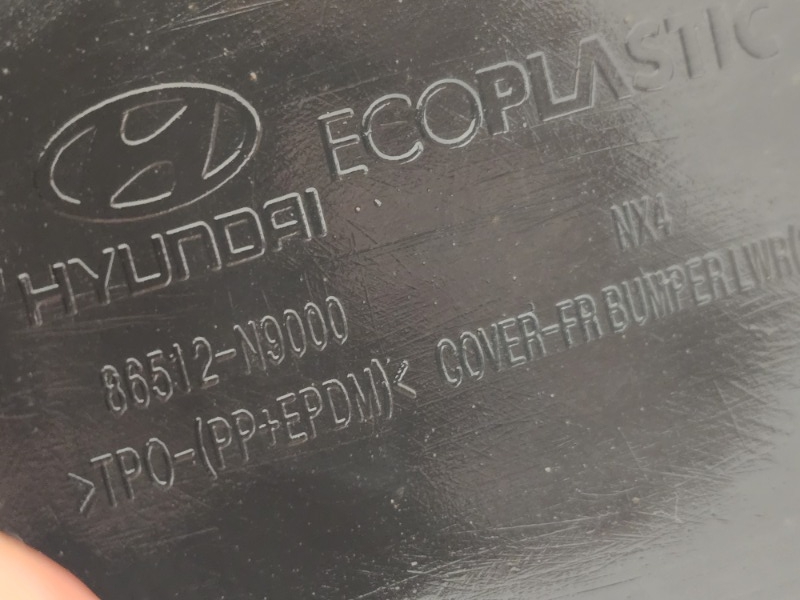 ECOPLASTIC
HYUNDAI
NX4
86512-N9000
COVER-FR BUMPER LWR(
>TPO-(PP+EPDM)<